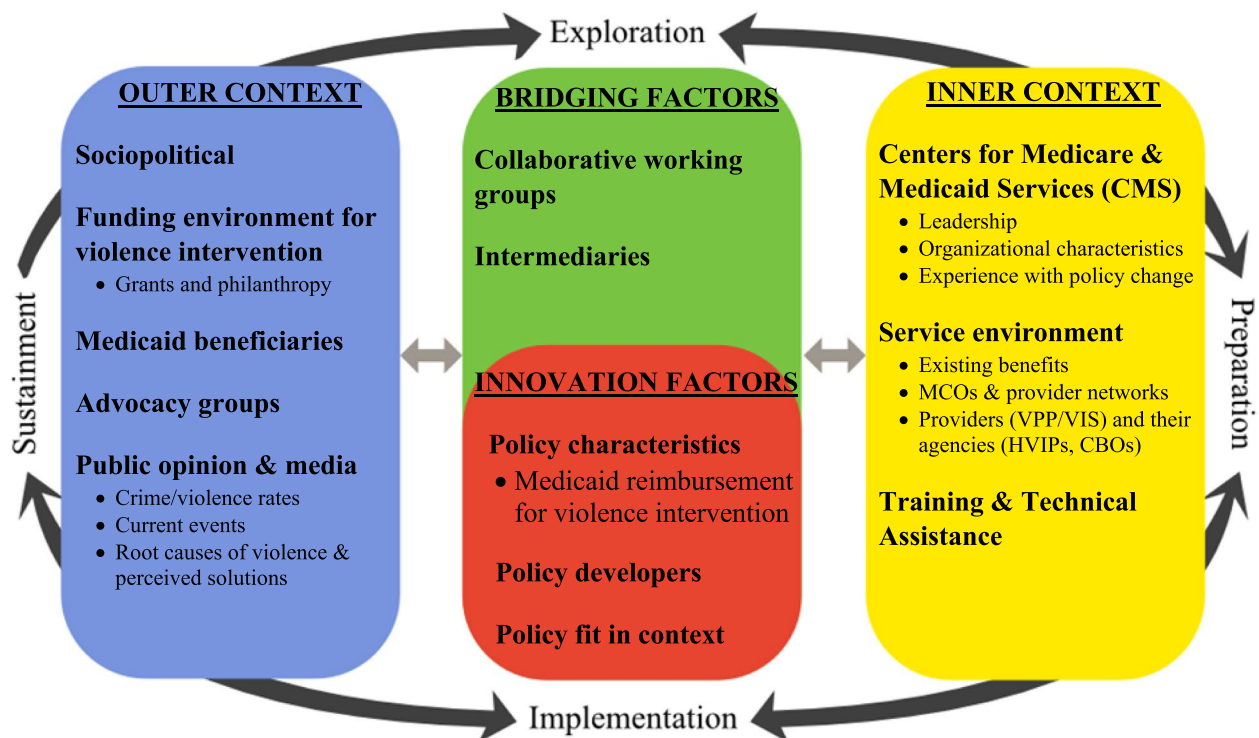 Exploration
OUTER CONTEXT
Sociopolitical
Funding environment for
violence intervention
• Grants and philanthropy
Medicaid beneficiaries
Advocacy groups
Public opinion & media
• Crime/violence rates
• Current events
• Root causes of violence &
perceived solutions
BRIDGING FACTORS
Collaborative working
groups
Intermediaries
INNOVATION FACTORS
Policy characteristics
• Medicaid reimbursement
for violence intervention
Policy developers
Policy fit in context
INNER CONTEXT
Centers for Medicare &
Medicaid Services (CMS)
• Leadership
• Organizational characteristics
• Experience with policy change
Service environment
• Existing benefits
• MCOs & provider networks
• Providers (VPP/VIS) and their
agencies (HVIPs, CBOs)
Training & Technical
Assistance
Preparation
Implementation
Sustainment